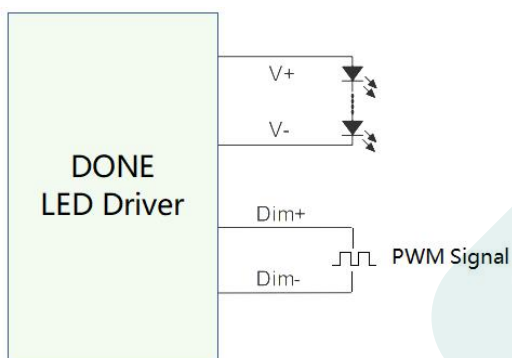 V+
V-
DONE
LED Driver
Dim+
PWM Signal
Dim-